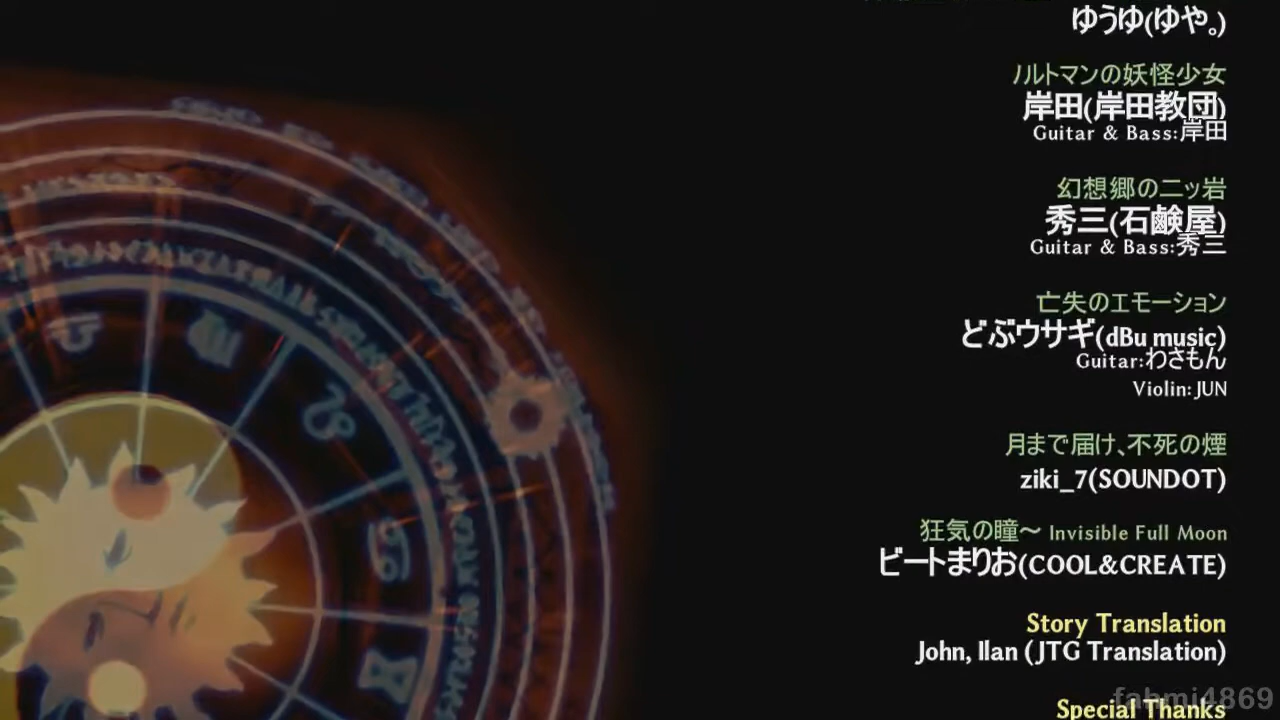 ゆうゆ(ゆや。)
ハルトマンの妖怪少女
岸田(岸田教団)
Guitar & Bass:岸田
幻想郷の二ッ岩
秀三(石鹸屋)
Guitar & Bass:秀三
亡失のエモーション
どぶウサギ(dBu music)
Guitar:わさもん
Violin:JUN
月まで届け、不死の煙
ziki_7(SOUNDOT)
狂気の瞳〜 Invisible Full Moon
ビートまりお(COOL&CREATE)
Story Translation
John, Ilan (JTG Translation)
Special Thanks
fahmi4869